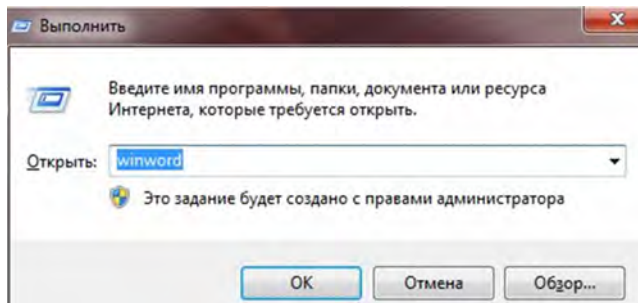 Выполнить
Введите имя программы, папки, документа или ресурса
Интернета, которые требуется открыть.
Открыть: winword
Это задание будет создано с правами администратора
ОК Отмена Обзор...